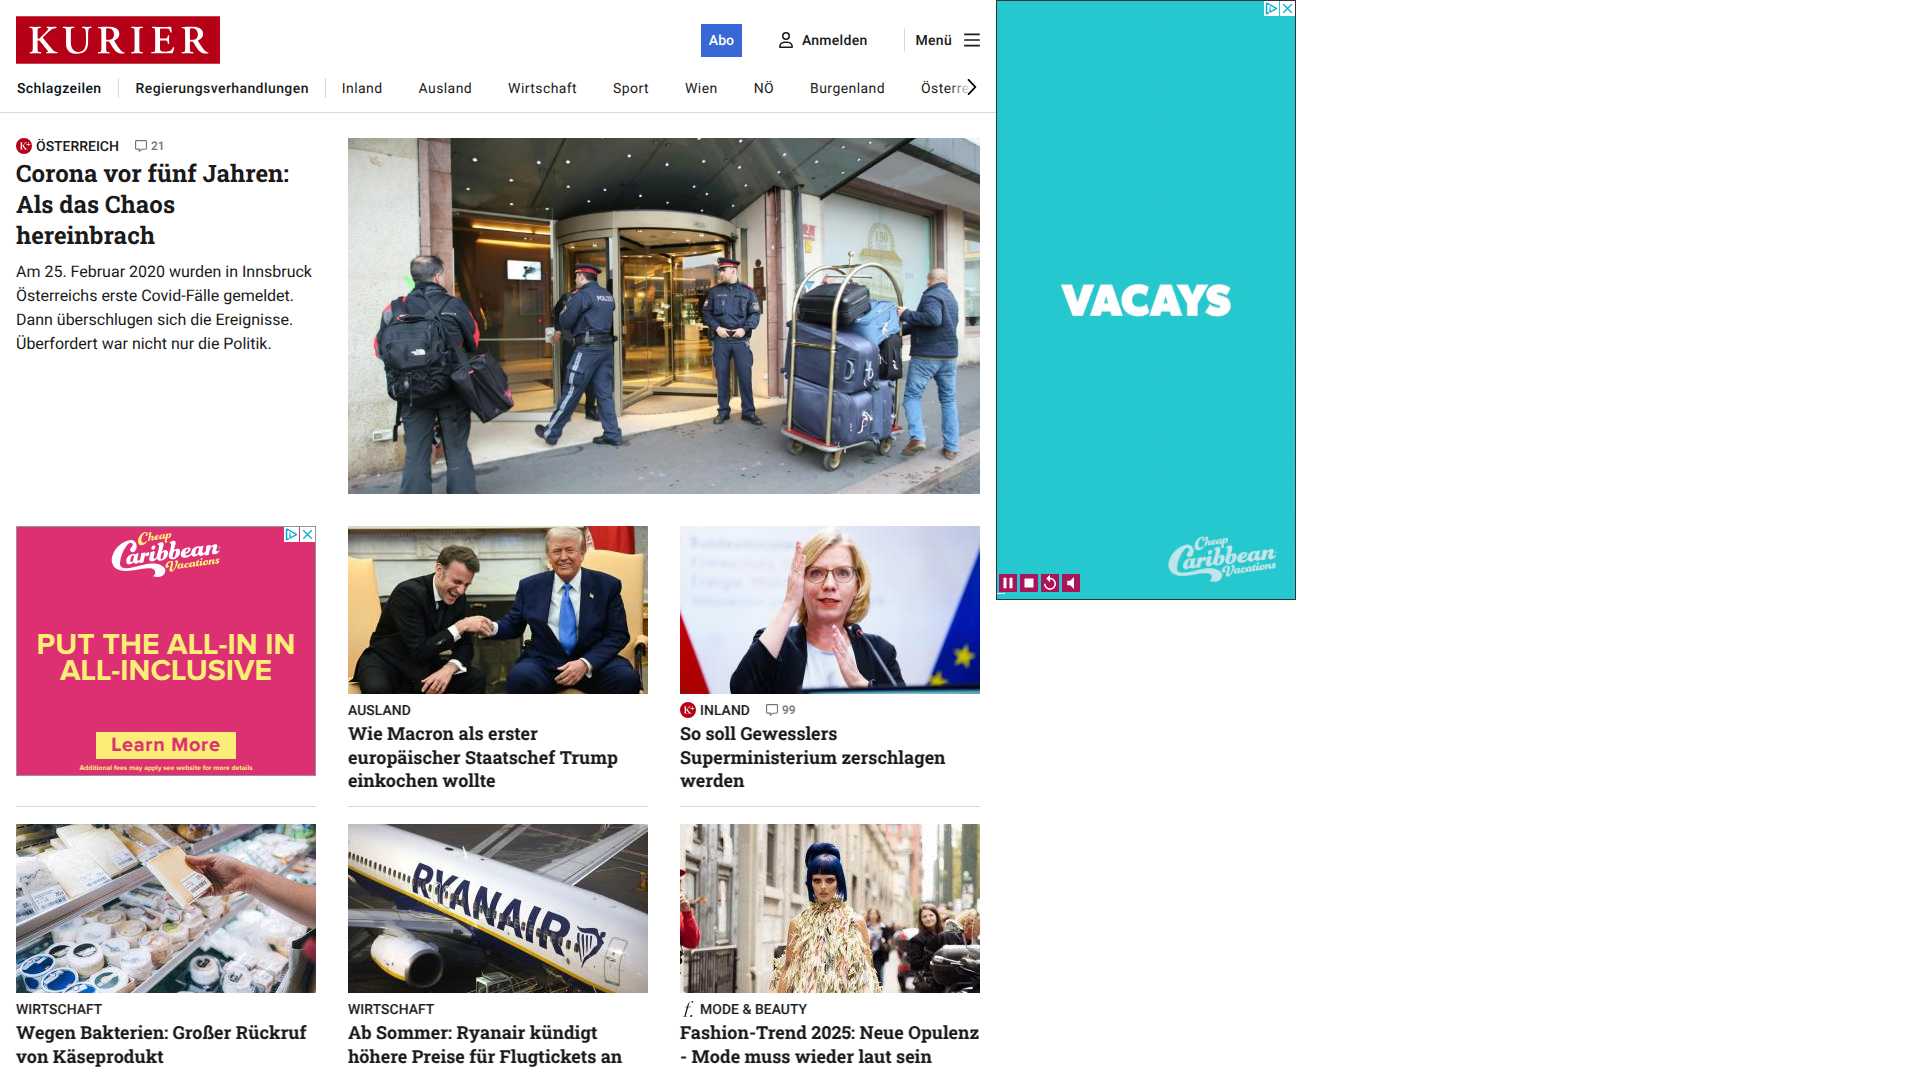 KURIER
Abo
Anmelden
Menü
Schlagzeilen
Regierungsverhandlungen
Inland
Ausland
Wirtschaft
Sport
Wien
NÖ
Burgenland
Österre
K+ ÖSTERREICH 21
Corona vor fünf Jahren:
Als das Chaos
hereinbrach
Am 25. Februar 2020 wurden in Innsbruck
Österreichs erste Covid-Fälle gemeldet.
Dann überschlugen sich die Ereignisse.
Überfordert war nicht nur die Politik.
POLIZEI
VACAYS
Cheap
Caribbean
Vacations
Cheap
Caribbean
Vacations
PUT THE ALL-IN IN
ALL-INCLUSIVE
Learn More
Additional fees may apply see website for more details
AUSLAND
Wie Macron als erster
europäischer Staatschef Trump
einkochen wollte
K+ INLAND 99
So soll Gewesslers
Superministerium zerschlagen
werden
WIRTSCHAFT
Wegen Bakterien: Großer Rückruf
von Käseprodukt
RYANAIR
WIRTSCHAFT
Ab Sommer: Ryanair kündigt
höhere Preise für Flugtickets an
f. MODE & BEAUTY
Fashion-Trend 2025: Neue Opulenz
- Mode muss wieder laut sein